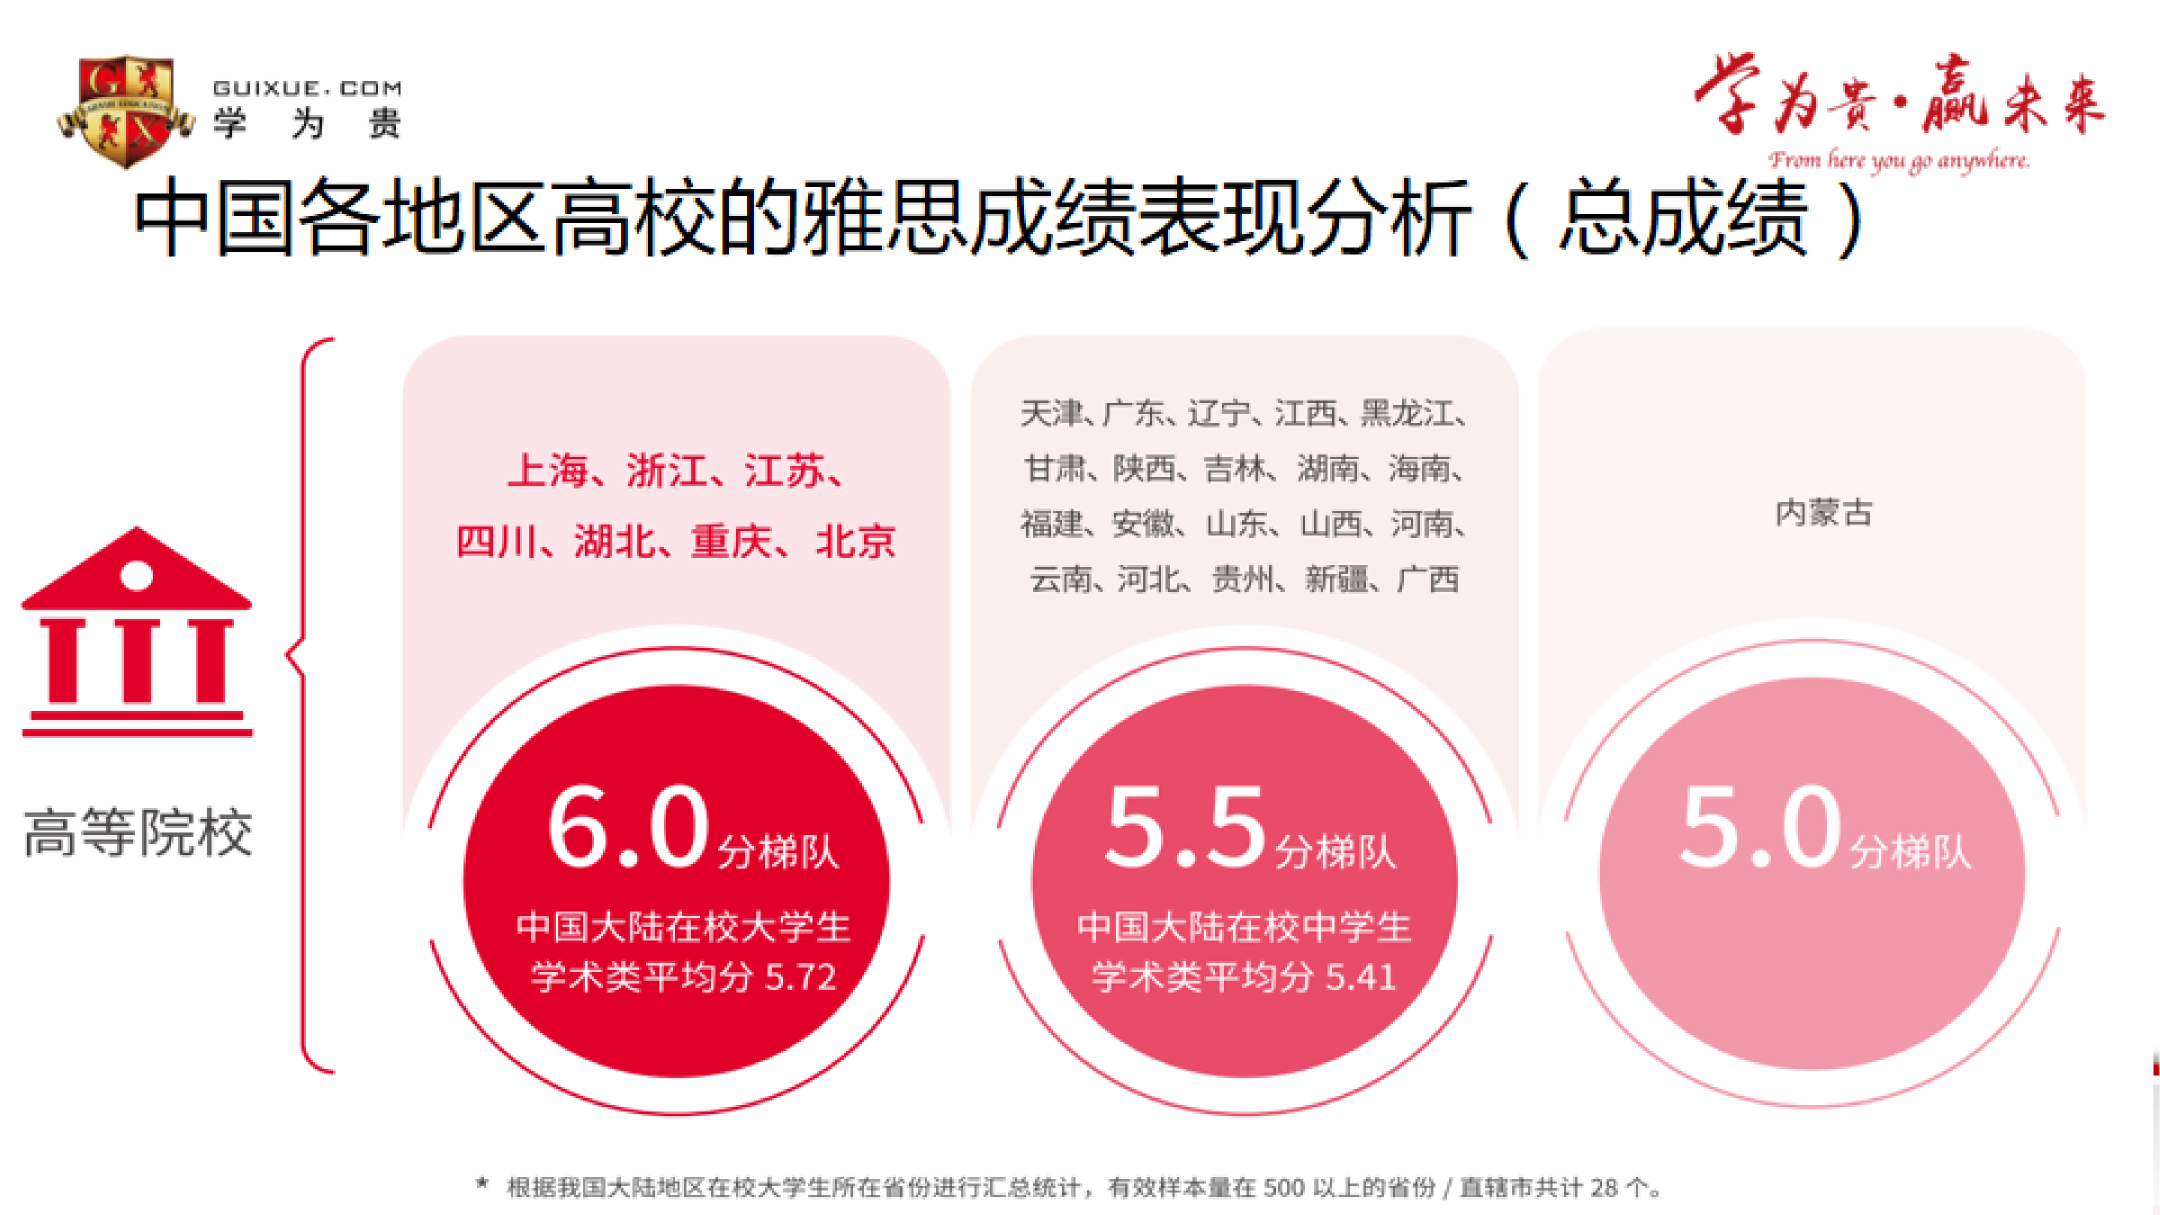 GUIXUE.COM
学为贵
学为贵·赢未来
From here you go anywhere.
中国各地区高校的雅思成绩表现分析（总成绩）
高等院校
上海、浙江、江苏、
四川、湖北、重庆、北京
6.0分梯队
中国大陆在校大学生
学术类平均分 5.72
天津、广东、辽宁、江西、黑龙江、
甘肃、陕西、吉林、湖南、海南、
福建、安徽、山东、山西、河南、
云南、河北、贵州、新疆、广西
5.5分梯队
中国大陆在校中学生
学术类平均分 5.41
内蒙古
5.0分梯队
* 根据我国大陆地区在校大学生所在省份进行汇总统计，有效样本量在 500 以上的省份 / 直辖市共计 28 个。